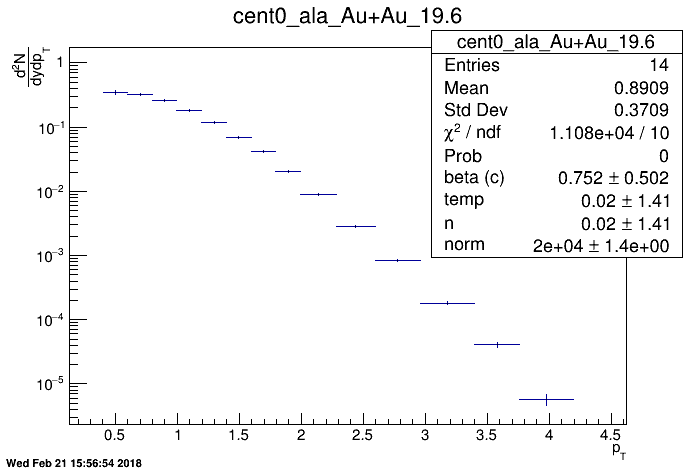 cent0_ala_Au+Au_19.6
cent0_ala_Au+Au_19.6
Entries 14
Mean 0.8909
Std Dev 0.3709
χ² / ndf 1.108e+04 / 10
Prob 0
beta (c) 0.752 ± 0.502
temp 0.02 ± 1.41
n 0.02 ± 1.41
norm 2e+04 ± 1.4e+00
d²N
dydp_T
1
10⁻¹
10⁻²
10⁻³
10⁻⁴
10⁻⁵
0.5 1 1.5 2 2.5 3 3.5 4 4.5
p_T
Wed Feb 21 15:56:54 2018